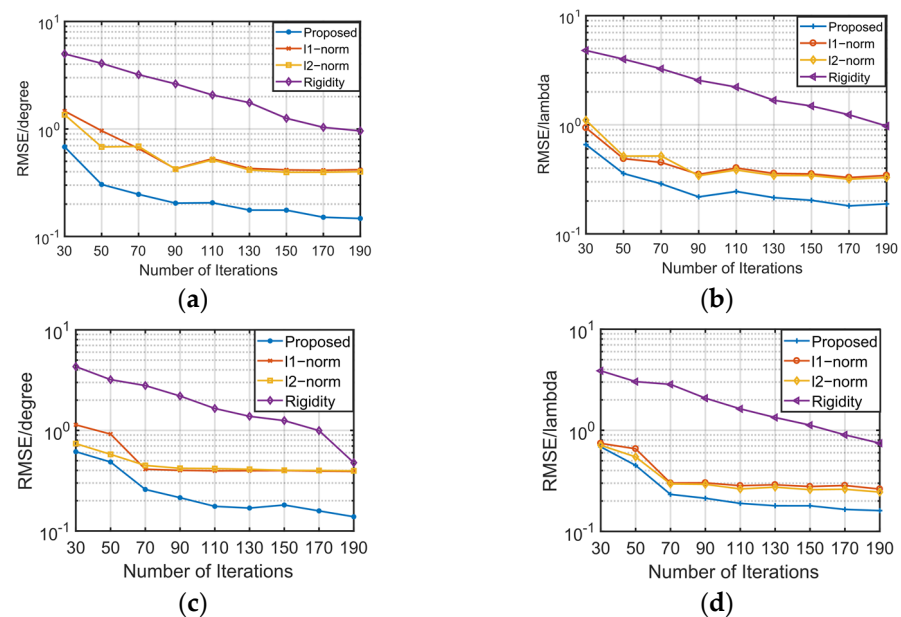 10^1
10^0
10^-1
RMSE/degree
Proposed
l1-norm
l2-norm
Rigidity
30 50 70 90 110 130 150 170 190
Number of Iterations
(a)
10^1
10^0
10^-1
RMSE/lambda
Proposed
l1-norm
l2-norm
Rigidity
30 50 70 90 110 130 150 170 190
Number of Iterations
(b)
10^1
10^0
10^-1
RMSE/degree
Proposed
l1-norm
l2-norm
Rigidity
30 50 70 90 110 130 150 170 190
Number of Iterations
(c)
10^1
10^0
10^-1
RMSE/lambda
Proposed
l1-norm
l2-norm
Rigidity
30 50 70 90 110 130 150 170 190
Number of Iterations
(d)